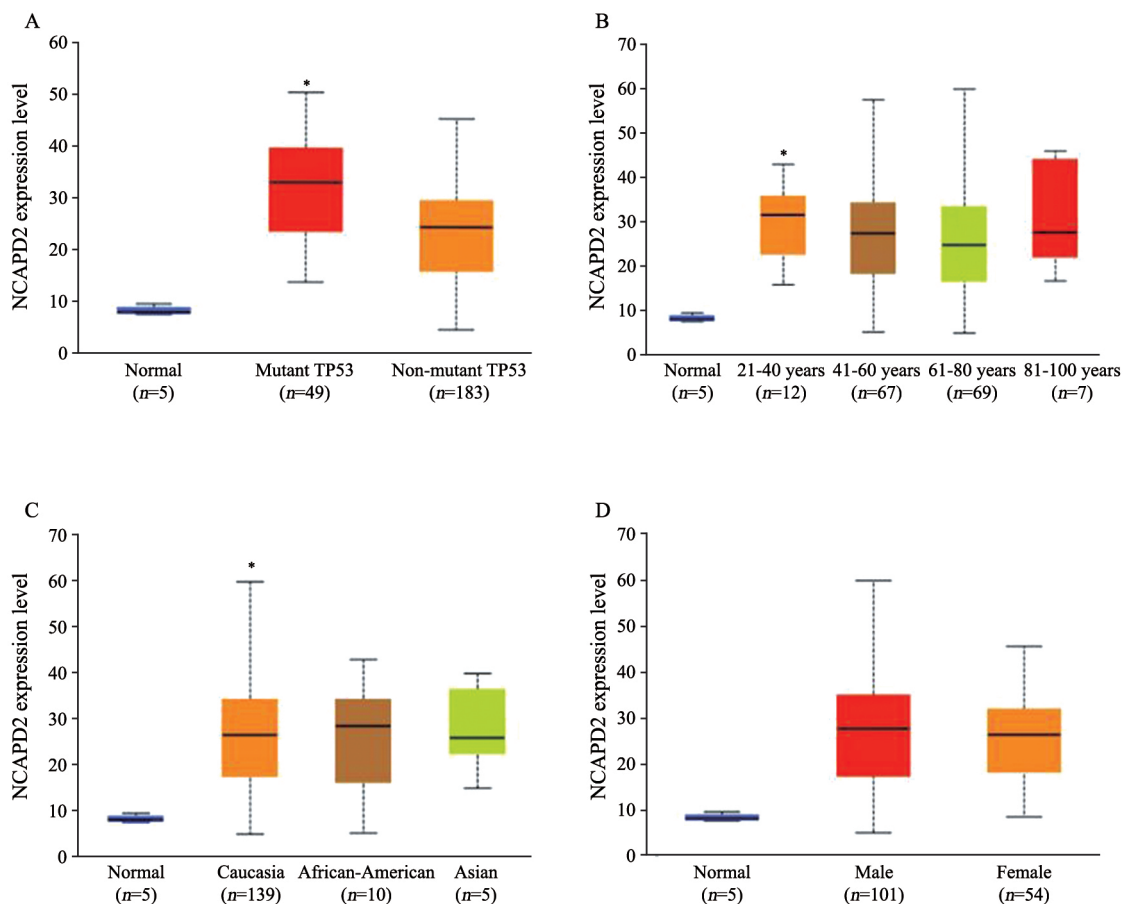 A
NCAPD2 expression level
60
50
40
30
20
10
0
*
Normal
(n=5)
Mutant TP53
(n=49)
Non-mutant TP53
(n=183)
B
NCAPD2 expression level
70
60
50
40
30
20
10
0
*
Normal
(n=5)
21-40 years
(n=12)
41-60 years
(n=67)
61-80 years
(n=69)
81-100 years
(n=7)
C
NCAPD2 expression level
70
60
50
40
30
20
10
0
*
Normal
(n=5)
Caucasia
(n=139)
African-American
(n=10)
Asian
(n=5)
D
NCAPD2 expression level
70
60
50
40
30
20
10
0
Normal
(n=5)
Male
(n=101)
Female
(n=54)